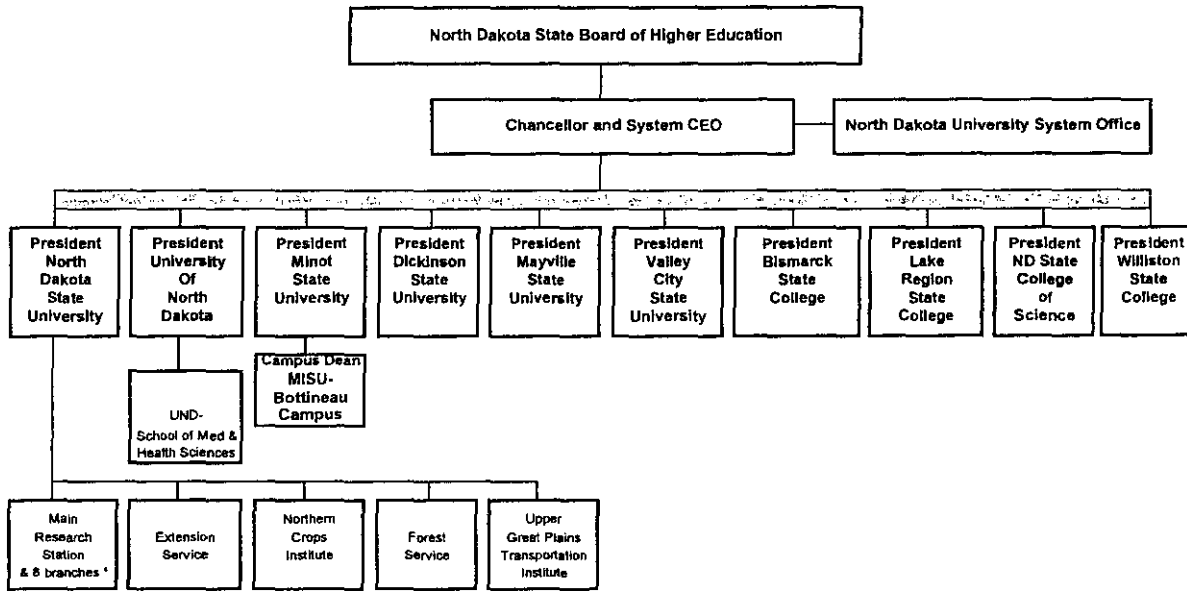 North Dakota State Board of Higher Education
Chancellor and System CEO
North Dakota University System Office
President
North
Dakota
State
University
President
University
Of
North
Dakota
President
Minot
State
University
President
Dickinson
State
University
President
Mayville
State
University
President
Valley
City
State
University
President
Bismarck
State
College
President
Lake
Region
State
College
President
ND State
College
of
Science
President
Williston
State
College
UND-
School of Med &
Health Sciences
Campus Dean
MISU-
Bottineau
Campus
Main
Research
Station
& 8 branches *
Extension
Service
Northern
Crops
Institute
Forest
Service
Upper
Great Plains
Transportation
Institute